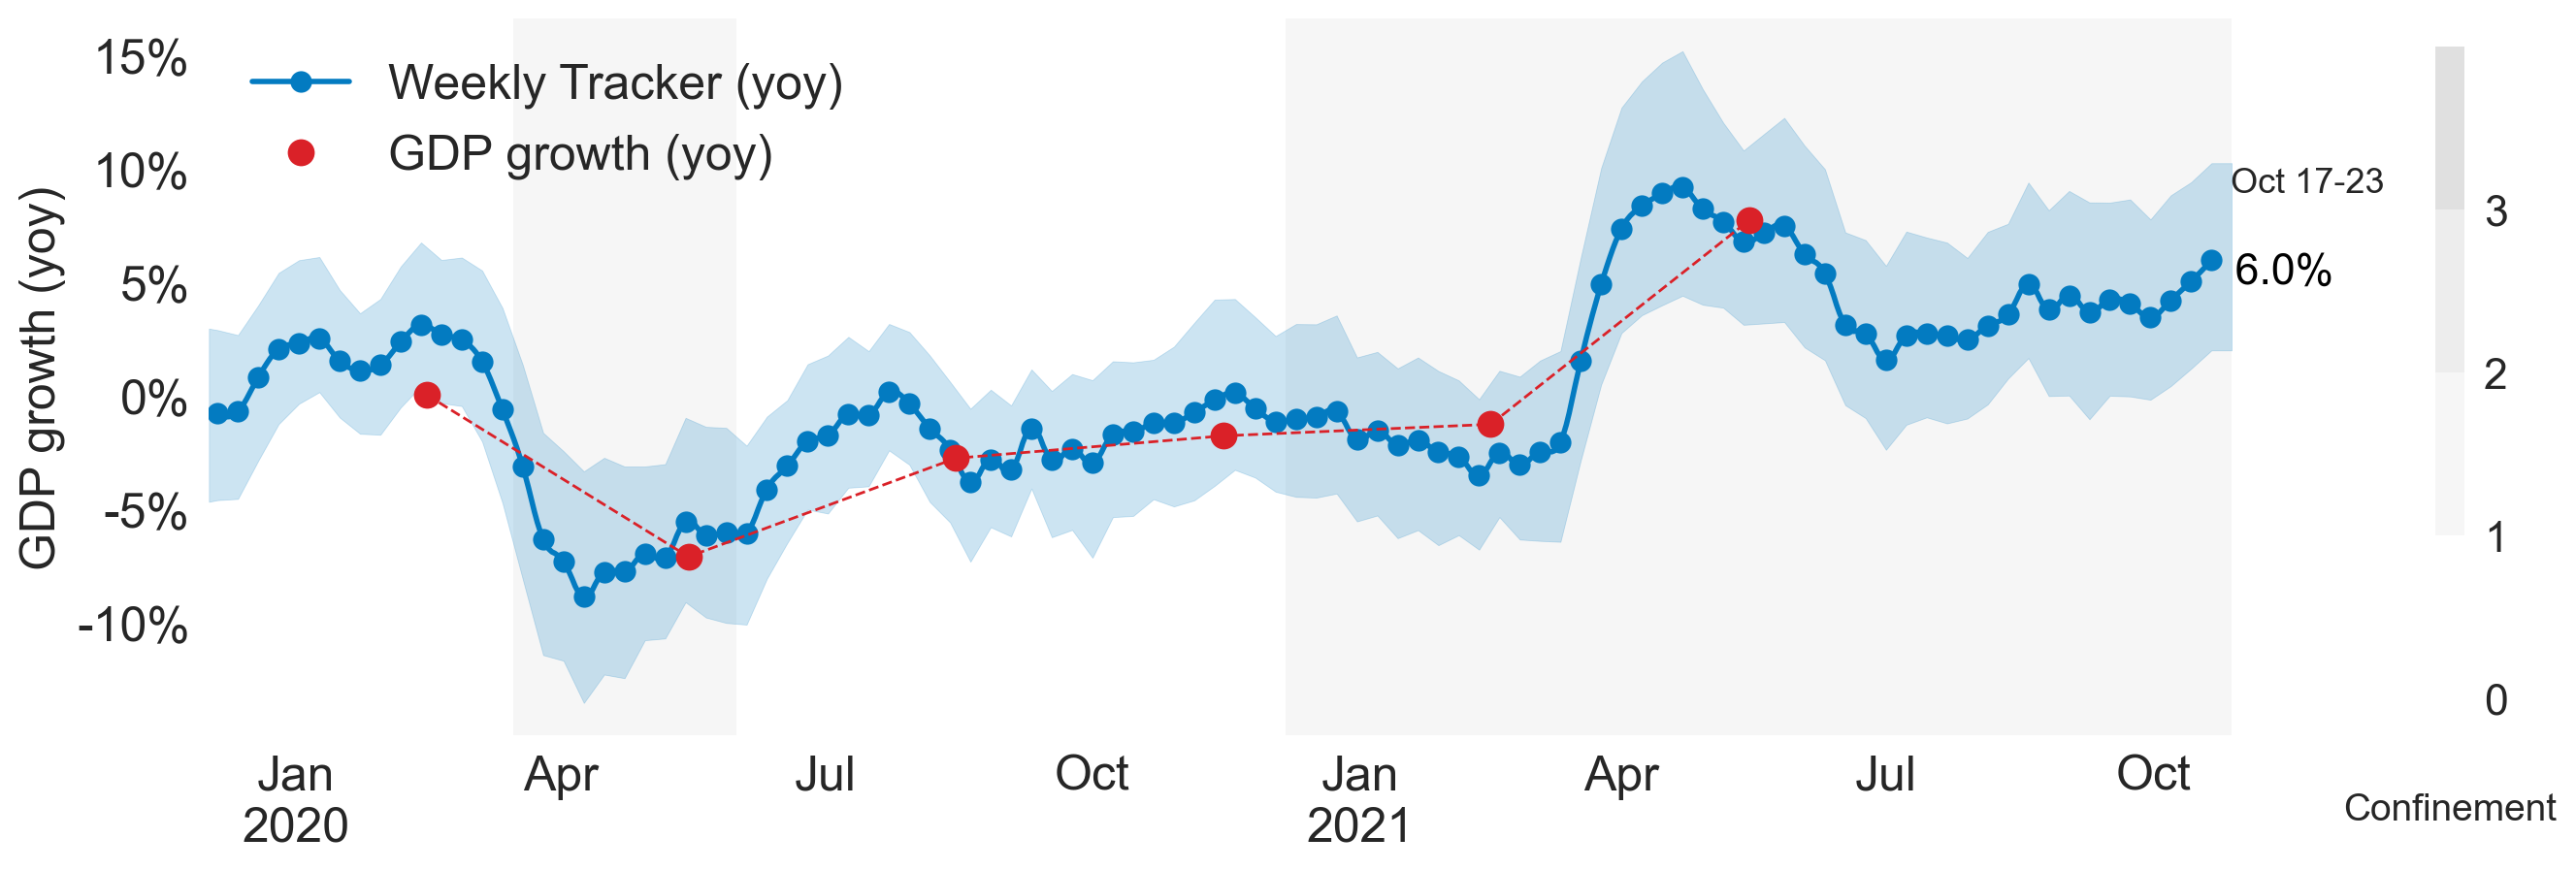 Weekly Tracker (yoy)
GDP growth (yoy)
GDP growth (yoy)
15%
10%
5%
0%
-5%
-10%
Jan
2020
Apr
Jul
Oct
Jan
2021
Apr
Jul
Oct
Oct 17-23
6.0%
3
2
1
0
Confinement